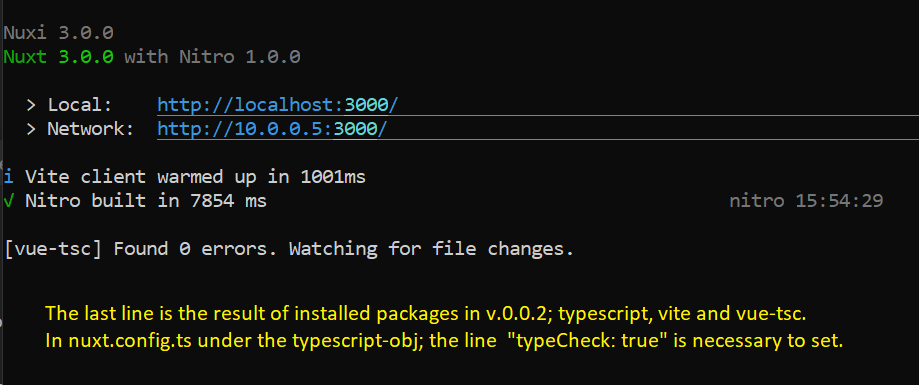 Nuxi 3.0.0
Nuxt 3.0.0 with Nitro 1.0.0
> Local: http://localhost:3000/
> Network: http://10.0.0.5:3000/
i Vite client warmed up in 1001ms
√ Nitro built in 7854 ms nitro 15:54:29
[vue-tsc] Found 0 errors. Watching for file changes.
The last line is the result of installed packages in v.0.0.2; typescript, vite and vue-tsc.
In nuxt.config.ts under the typescript-obj; the line "typeCheck: true" is necessary to set.